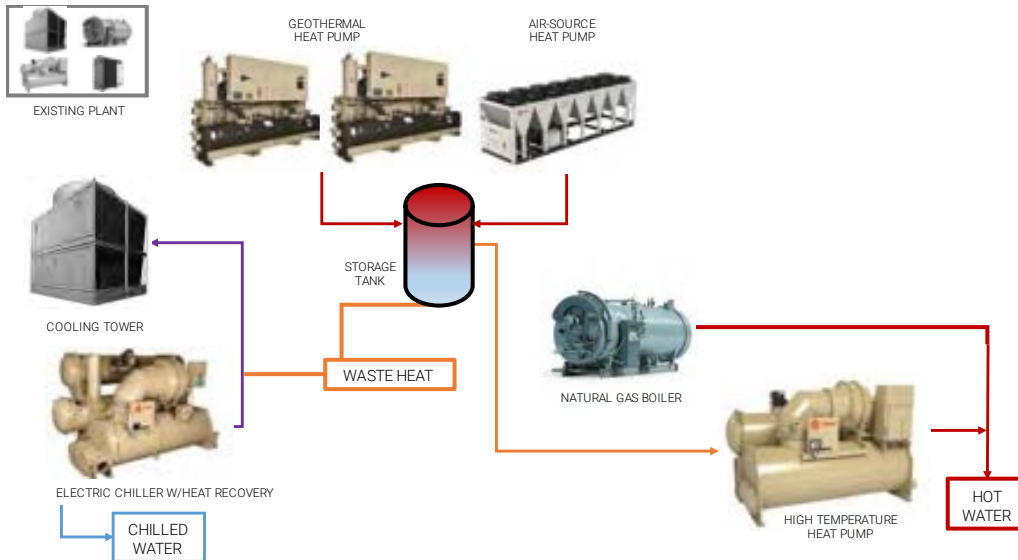 GEOTHERMAL
HEAT PUMP
AIR-SOURCE
HEAT PUMP
EXISTING PLANT
STORAGE
TANK
COOLING TOWER
WASTE HEAT
NATURAL GAS BOILER
ELECTRIC CHILLER W/HEAT RECOVERY
CHILLED
WATER
HIGH TEMPERATURE
HEAT PUMP
HOT
WATER